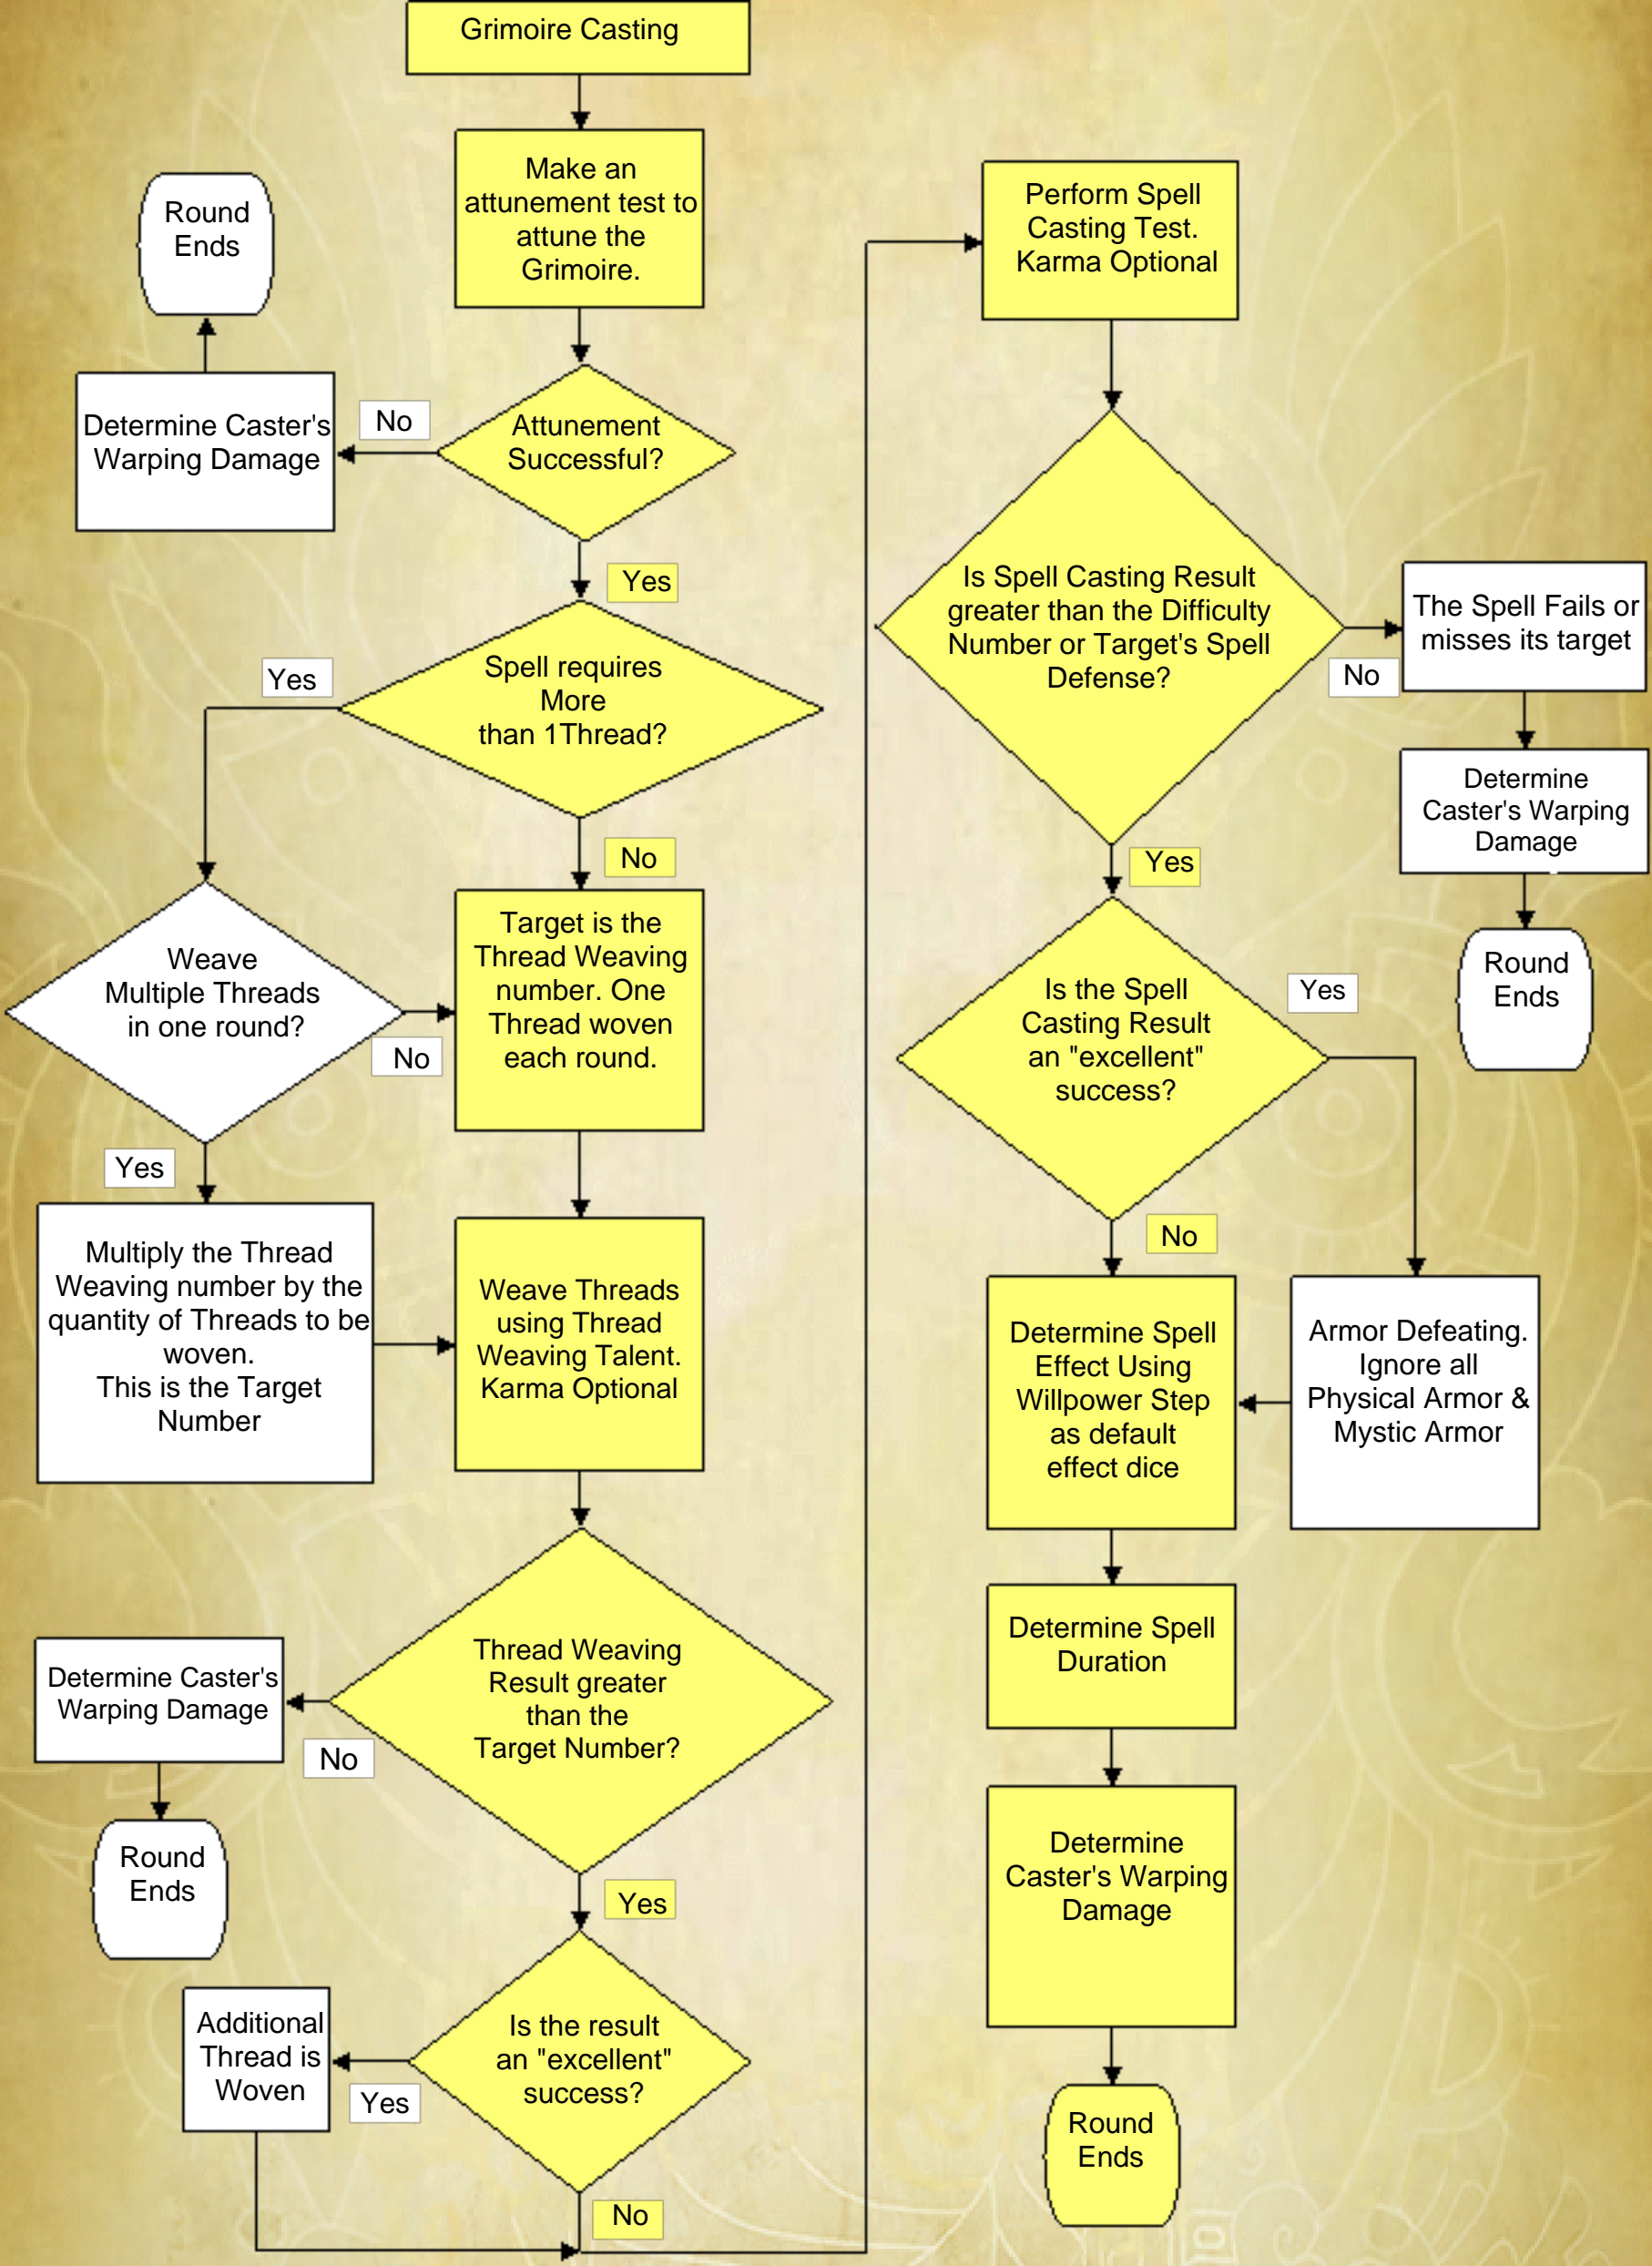 Grimoire Casting
Make an
attunement test to
attune the
Grimoire.
Round
Ends
Determine Caster's
Warping Damage
No
Attunement
Successful?
Yes
Spell requires
More
than 1Thread?
Yes
No
Weave
Multiple Threads
in one round?
No
Target is the
Thread Weaving
number. One
Thread woven
each round.
Yes
Multiply the Thread
Weaving number by the
quantity of Threads to be
woven.
This is the Target
Number
Weave Threads
using Thread
Weaving Talent.
Karma Optional
Thread Weaving
Result greater
than the
Target Number?
Determine Caster's
Warping Damage
No
Round
Ends
Yes
Is the result
an "excellent"
success?
Additional
Thread is
Woven
Yes
No
Perform Spell
Casting Test.
Karma Optional
Is Spell Casting Result
greater than the Difficulty
Number or Target's Spell
Defense?
No
The Spell Fails or
misses its target
Determine
Caster's Warping
Damage
Round
Ends
Yes
Is the Spell
Casting Result
an "excellent"
success?
Yes
No
Determine Spell
Effect Using
Willpower Step
as default
effect dice
Armor Defeating.
Ignore all
Physical Armor &
Mystic Armor
Determine Spell
Duration
Determine
Caster's Warping
Damage
Round
Ends